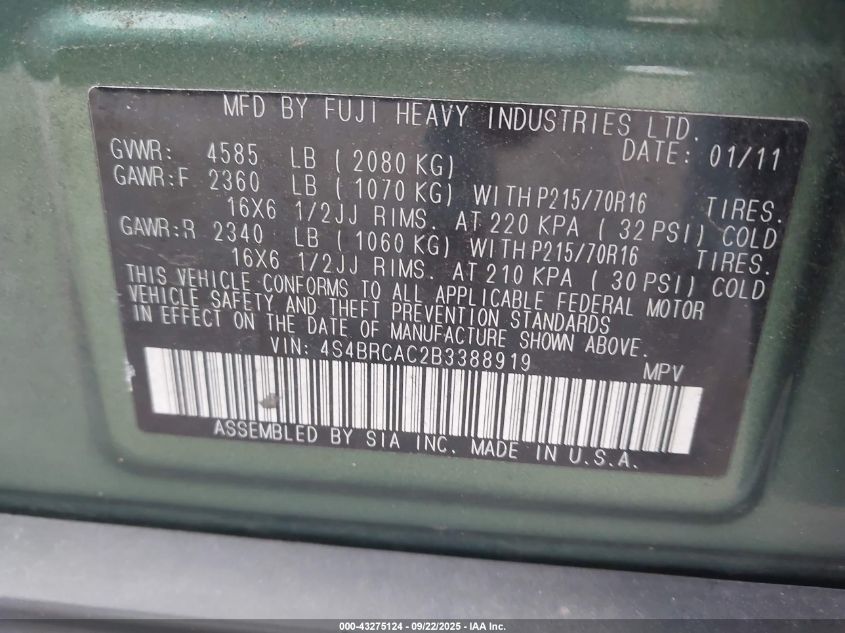 MFD BY FUJI HEAVY INDUSTRIES LTD.
GVWR: 4585 LB ( 2080 KG) DATE: 01/11
GAWR:F 2360 LB ( 1070 KG) WITH P215/70R16 TIRES.
16X6 1/2JJ RIMS. AT 220 KPA ( 32 PSI) COLD
GAWR:R 2340 LB ( 1060 KG) WITH P215/70R16 TIRES.
16X6 1/2JJ RIMS. AT 210 KPA ( 30 PSI) COLD
THIS VEHICLE CONFORMS TO ALL APPLICABLE FEDERAL MOTOR
VEHICLE SAFETY AND THEFT PREVENTION STANDARDS
IN EFFECT ON THE DATE OF MANUFACTURE SHOWN ABOVE.
VIN: 4S4BRCAC2B3388919 MPV
ASSEMBLED BY SIA INC. MADE IN U.S.A.
000-43275124 - 09/22/2025 - IAA Inc.